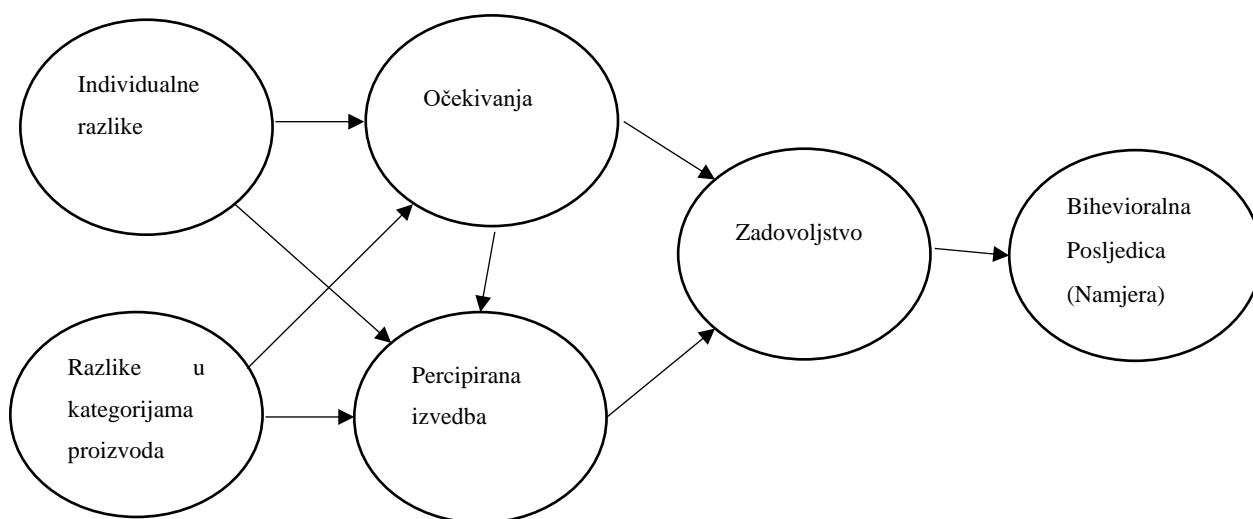 Individualne
razlike
Očekivanja
Zadovoljstvo
Bihevioralna
Posljedica
(Namjera)
Razlike u
kategorijama
proizvoda
Percipirana
izvedba